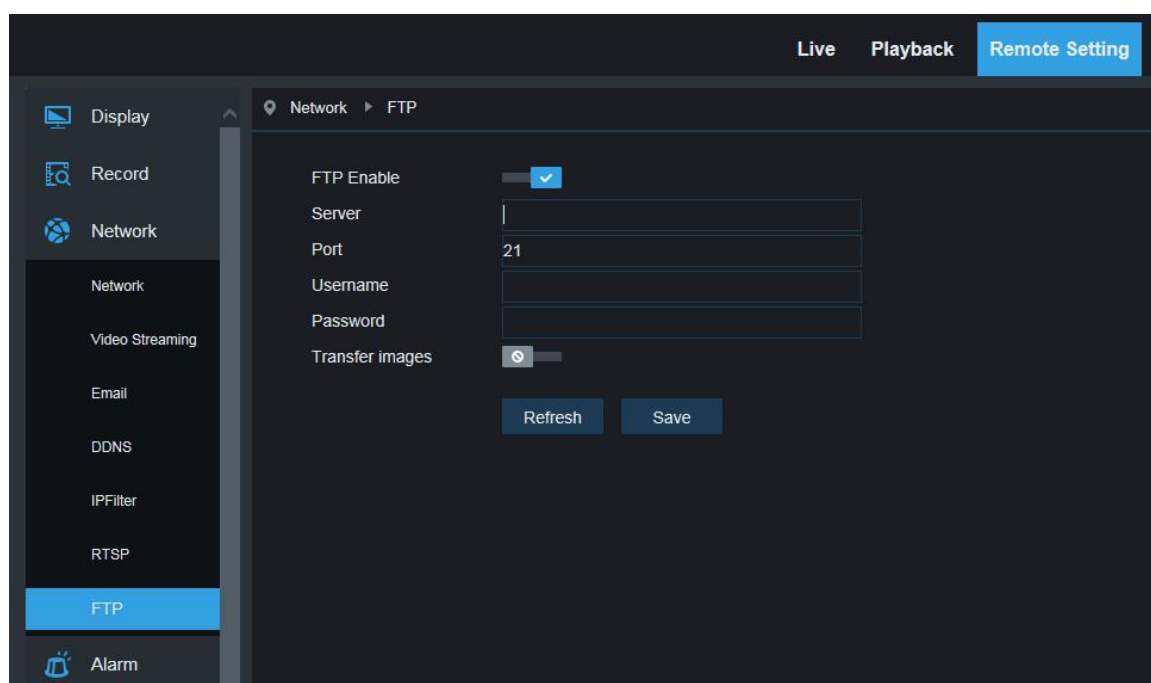 Live Playback Remote Setting
Display
Record
Network
Network
Video Streaming
Email
DDNS
IPFilter
RTSP
FTP
Alarm
Network FTP
FTP Enable
Server
Port 21
Username
Password
Transfer images
Refresh Save